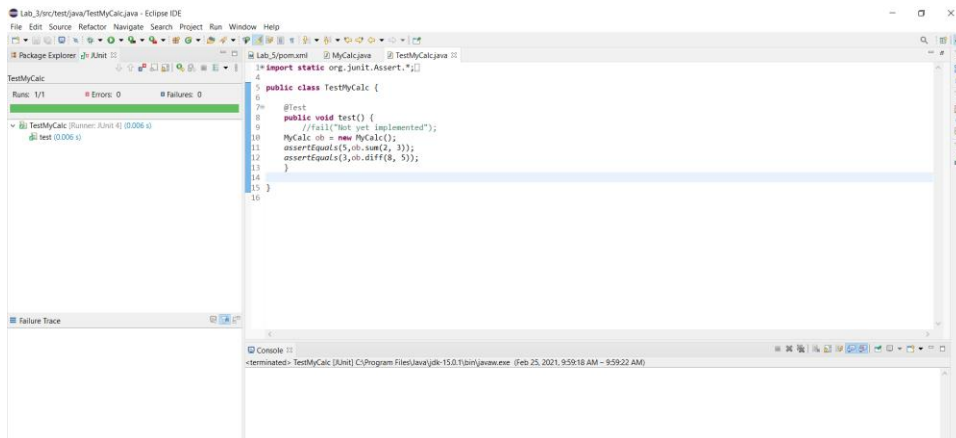 Lab_3/src/test/java/TestMyCalc.java - Eclipse IDE
File Edit Source Refactor Navigate Search Project Run Window Help
Package Explorer JUnit
TestMyCalc
Runs: 1/1 Errors: 0 Failures: 0
TestMyCalc [Runner: JUnit 4] (0.006 s)
test (0.006 s)
Failure Trace
Lab_5/pom.xml MyCalc.java TestMyCalc.java
1 import static org.junit.Assert.*;
4
5 public class TestMyCalc {
6
7 @Test
8 public void test() {
9 //fail("Not yet implemented");
10 MyCalc ob = new MyCalc();
11 assertEquals(5,ob.sum(2, 3));
12 assertEquals(3,ob.diff(8, 5));
13 }
14
15 }
16
Console
<terminated> TestMyCalc [JUnit] C:\Program Files\Java\jdk-15.0.1\bin\javaw.exe (Feb 25, 2021, 9:59:18 AM – 9:59:22 AM)